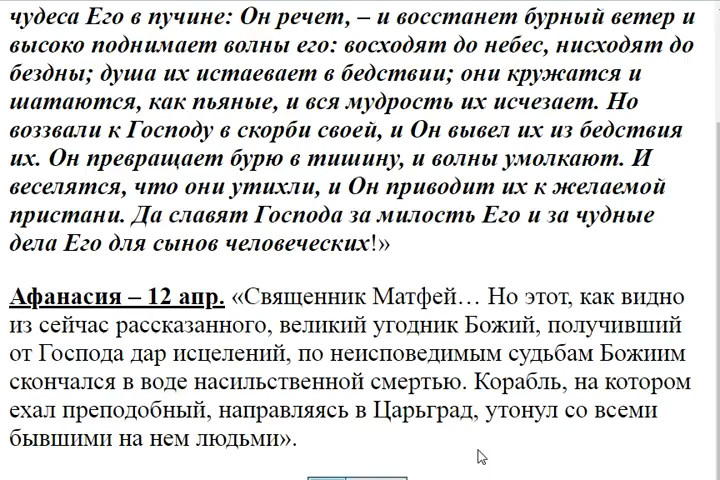 чудеса Его в пучине: Он речет, – и восстанет бурный ветер и
высоко поднимает волны его: восходят до небес, нисходят до
бездны; душа их истаевает в бедствии; они кружатся и
шатаются, как пьяные, и вся мудрость их исчезает. Но
воззвали к Господу в скорби своей, и Он вывел их из бедствия
их. Он превращает бурю в тишину, и волны умолкают. И
веселятся, что они утихли, и Он приводит их к желаемой
пристани. Да славят Господа за милость Его и за чудные
дела Его для сынов человеческих!»
Афанасия – 12 апр. «Священник Матфей… Но этот, как видно
из сейчас рассказанного, великий угодник Божий, получивший
от Господа дар исцелений, по неисповедимым судьбам Божиим
скончался в воде насильственной смертью. Корабль, на котором
ехал преподобный, направляясь в Царьград, утонул со всеми
бывшими на нем людьми».